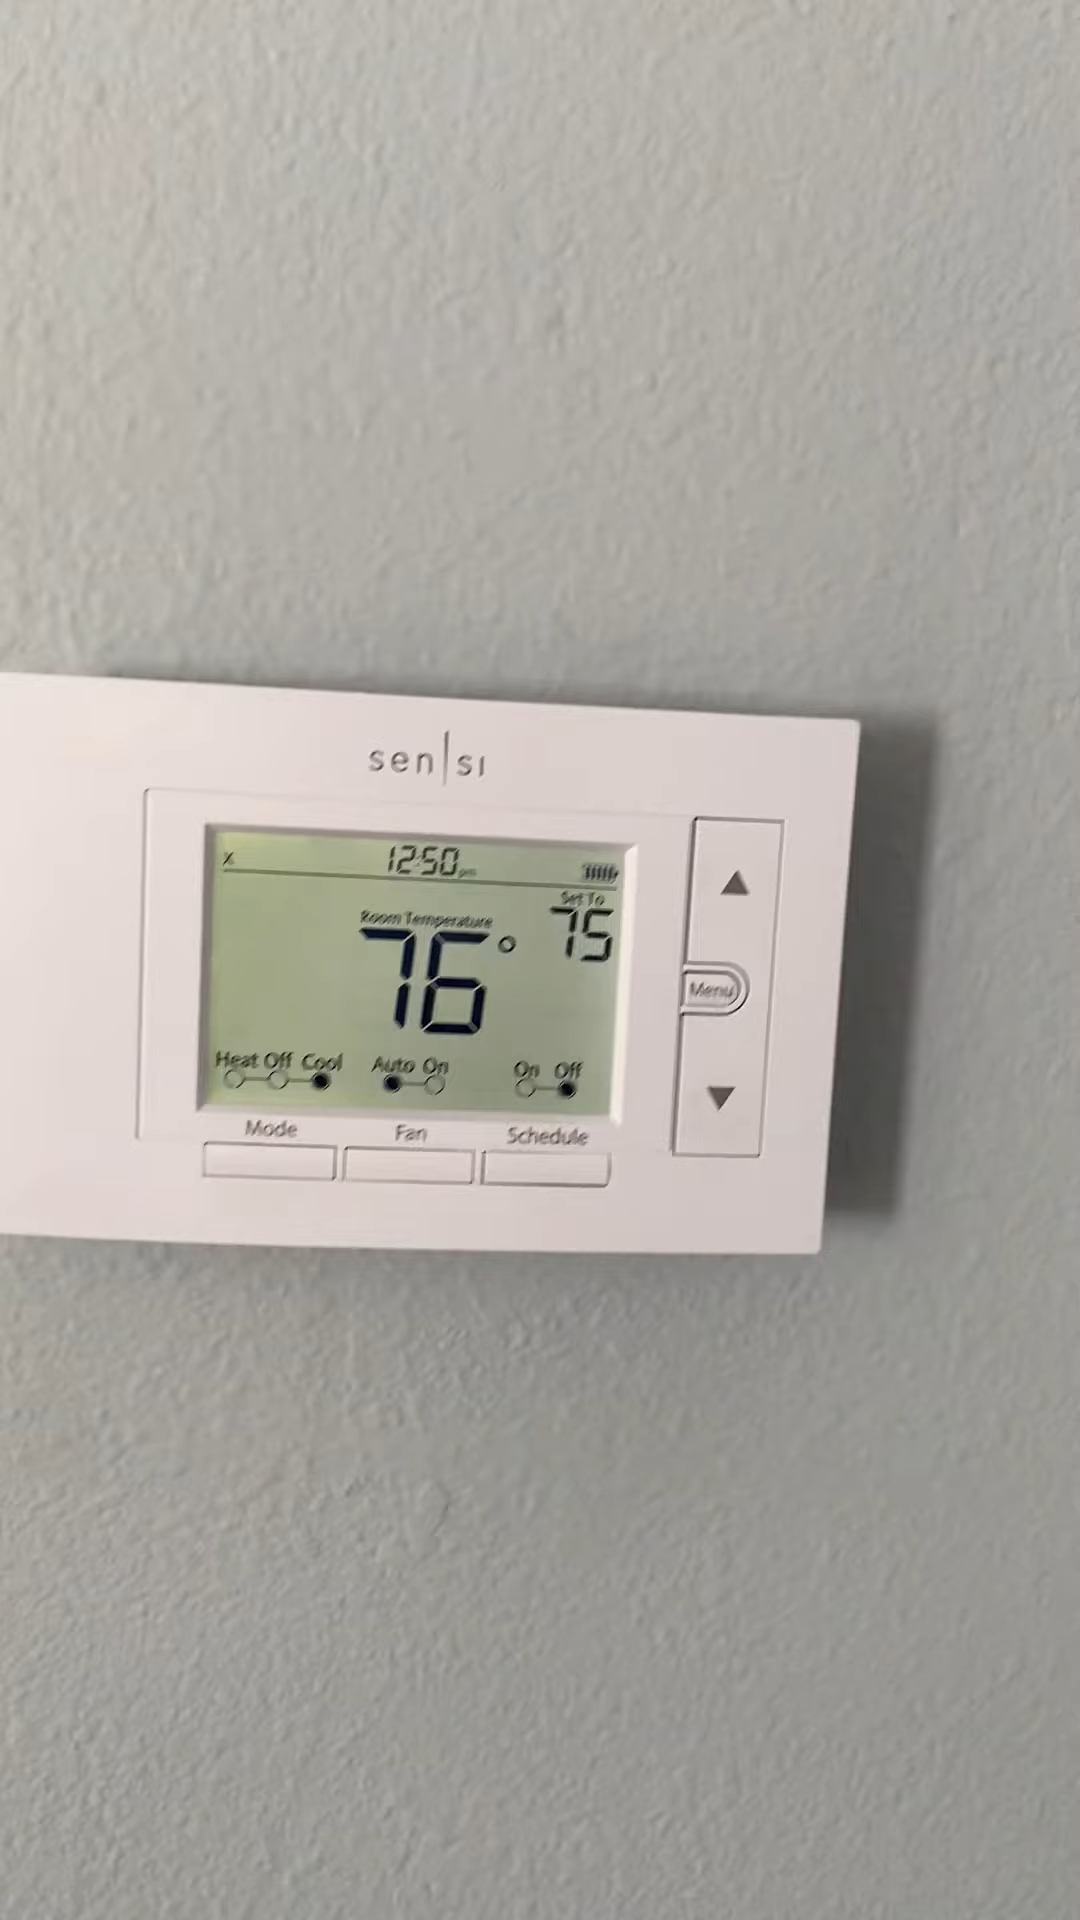 sen|si
x 12:50 pm
Set To
Room Temperature 75
76°
Heat Off Cool Auto On On Off
Mode Fan Schedule
Menu